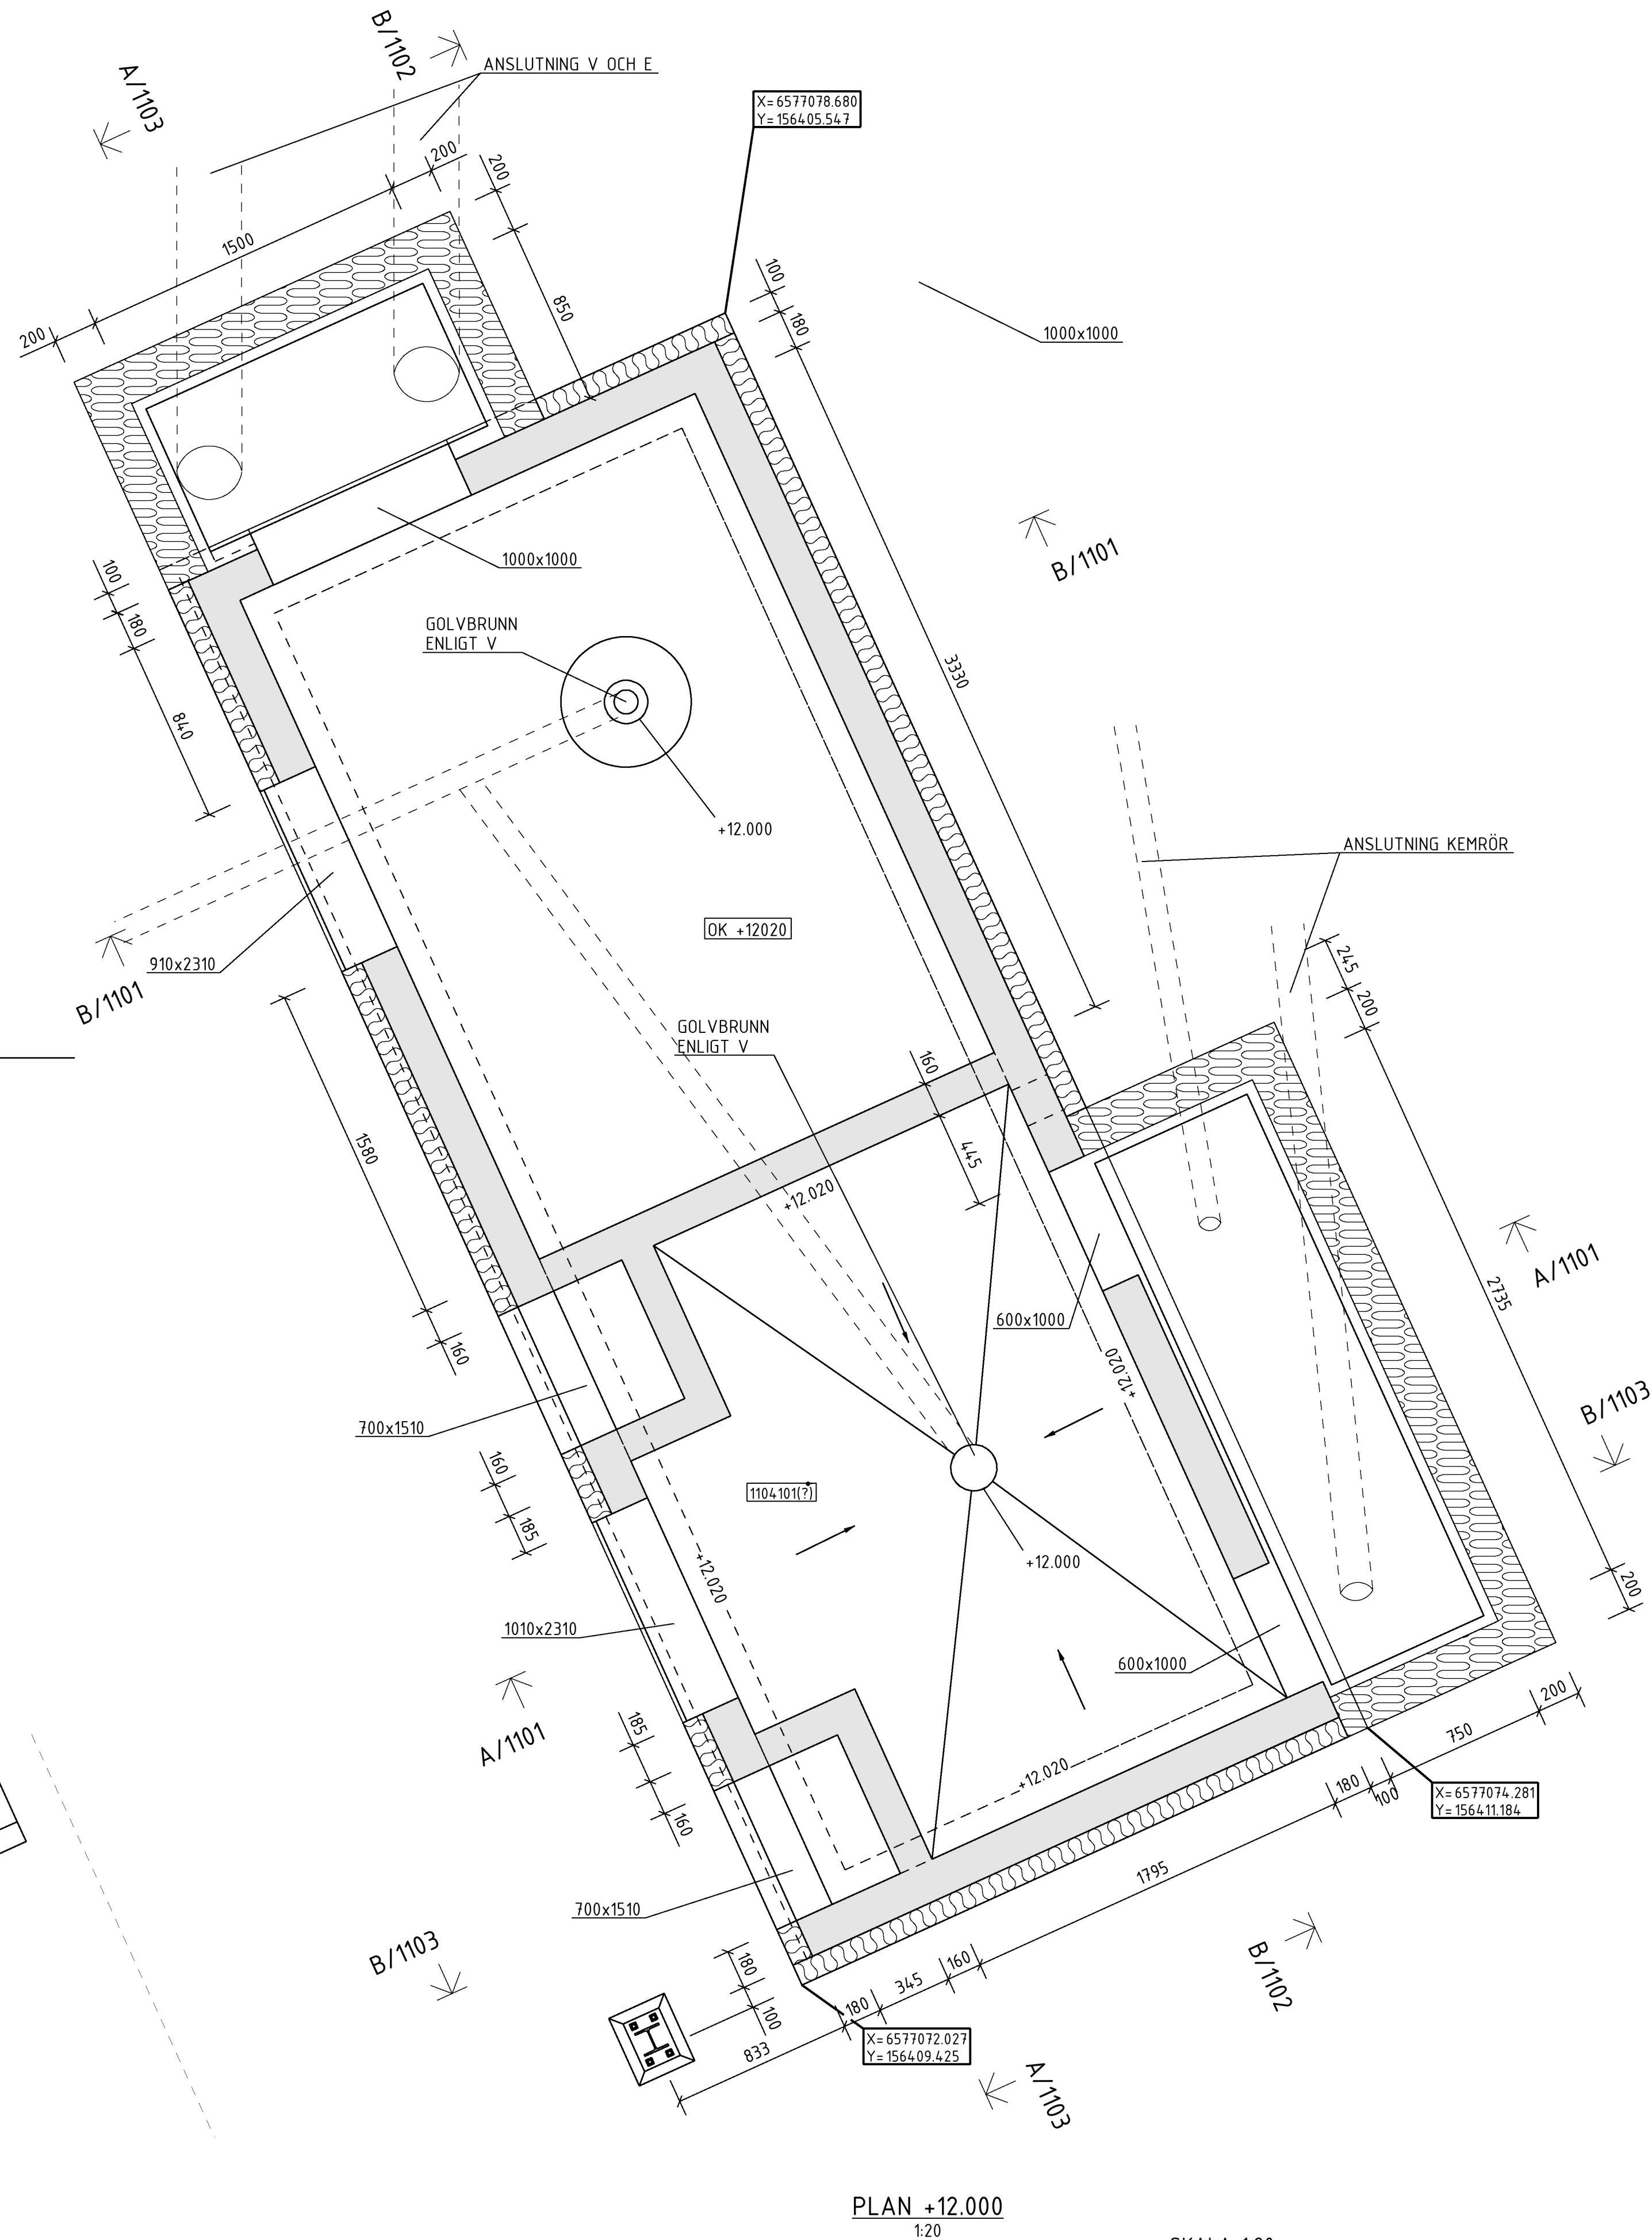 B/1102
A/1103
ANSLUTNING V OCH E
X=6577078.680
Y=156405.547
200
200
1500
200
850
100
180
1000x1000
1000x1000
B/1101
100
180
840
GOLVBRUNN
ENLIGT V
3330
+12.000
ANSLUTNING KEMRÖR
OK +12020
910x2310
B/1101
245
200
GOLVBRUNN
ENLIGT V
160
445
1580
+12.020
A/1101
2735
600x1000
160
+12.020
B/1103
700x1510
160
185
1104101(?)
+12.000
+12.020
200
1010x2310
600x1000
A/1101
185
160
+12.020
200
750
180
100
X=6577074.281
Y=156411.184
1795
700x1510
B/1103
180
100
160
345
180
833
B/1102
X=6577072.027
Y=156409.425
A/1103
PLAN +12.000
1:20